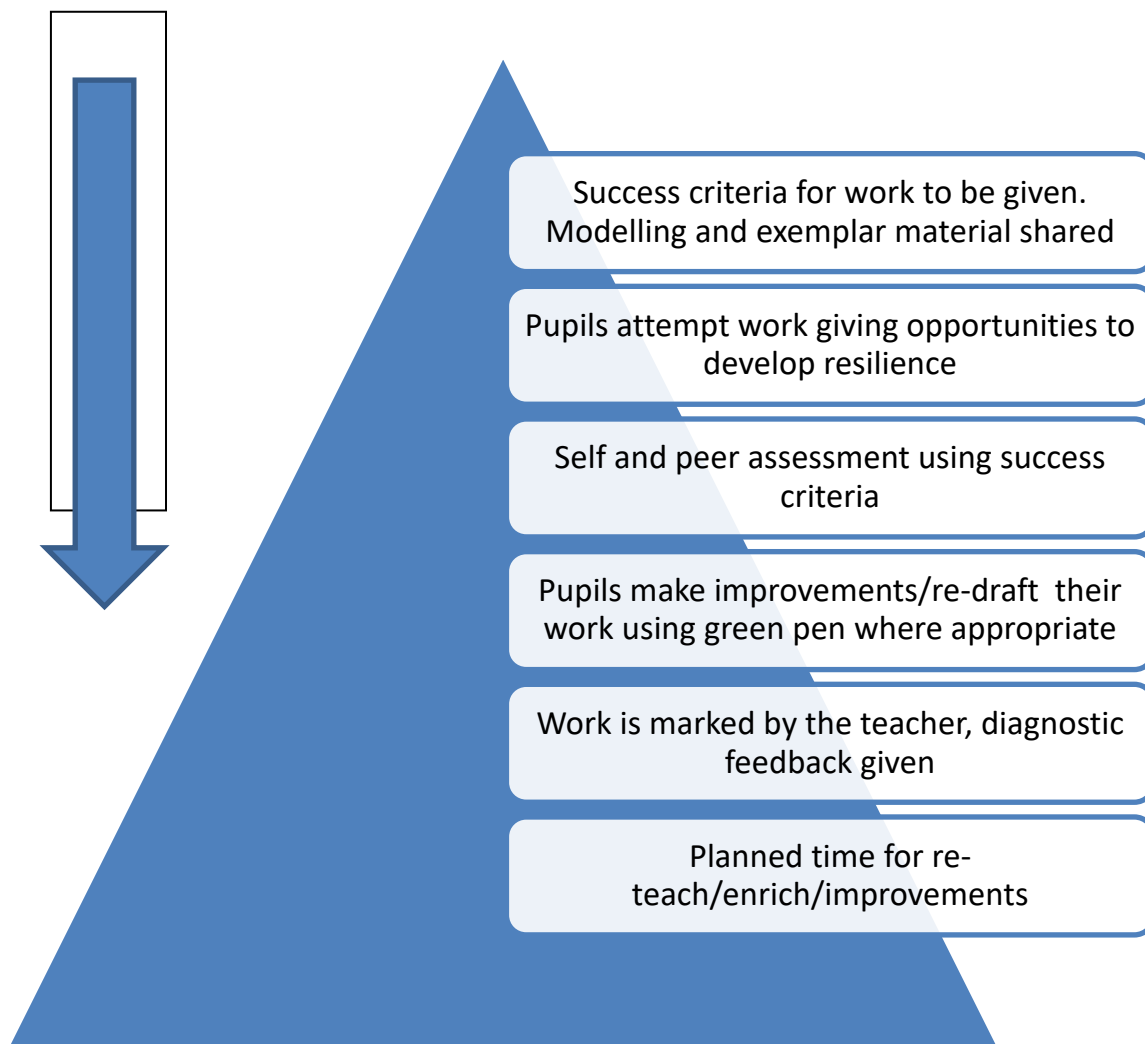 Success criteria for work to be given.
Modelling and exemplar material shared
Pupils attempt work giving opportunities to
develop resilience
Self and peer assessment using success
criteria
Pupils make improvements/re-draft  their
work using green pen where appropriate
Work is marked by the teacher, diagnostic
feedback given
Planned time for re-
teach/enrich/improvements